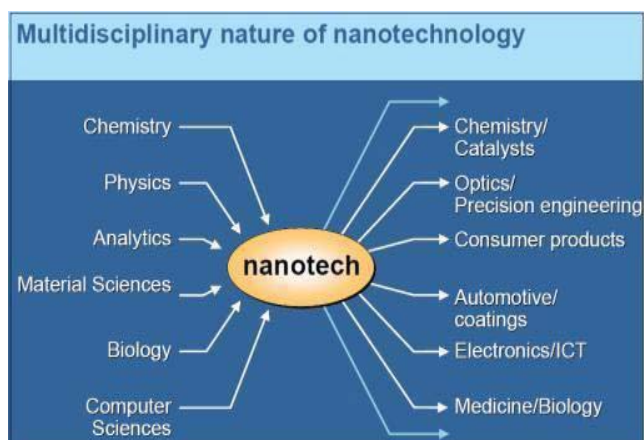 Multidisciplinary nature of nanotechnology
Chemistry
Physics
Analytics
Material Sciences
Biology
Computer
Sciences
nanotech
Chemistry/
Catalysts
Optics/
Precision engineering
Consumer products
Automotive/
coatings
Electronics/ICT
Medicine/Biology